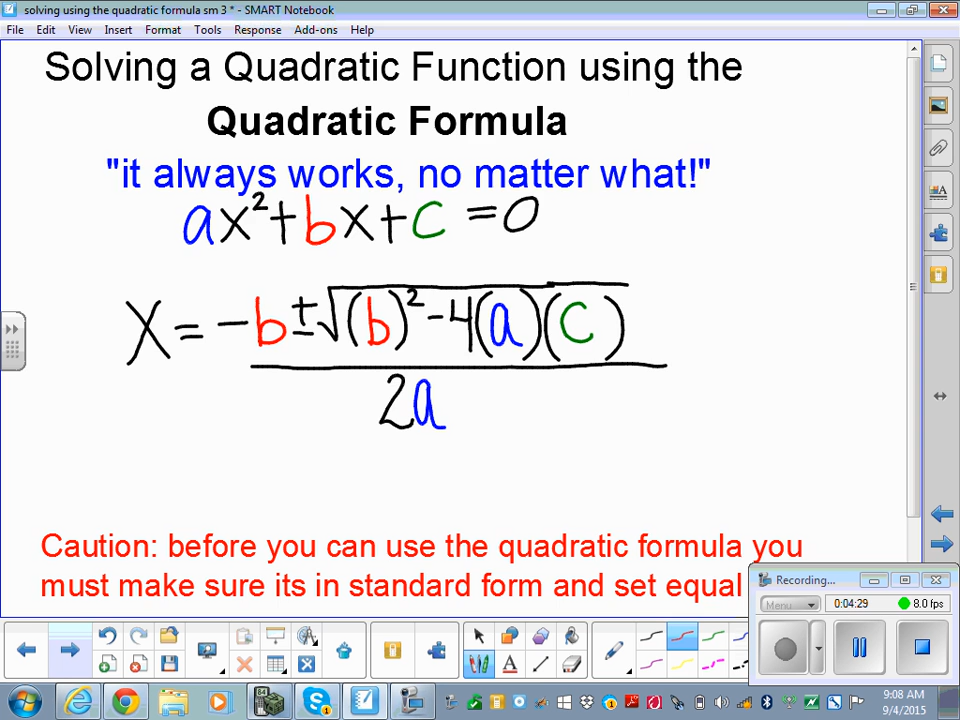 solving using the quadratic formula sm 3 * - SMART Notebook
File Edit View Insert Format Tools Response Add-ons Help
Solving a Quadratic Function using the
Quadratic Formula
"it always works, no matter what!"
ax²+bx+c=0
X = -b±√(b)²-4(a)(c)
2a
Caution: before you can use the quadratic formula you
must make sure its in standard form and set equal
Recording...
Menu
0:04:29
8.0 fps
9:08 AM
9/4/2015